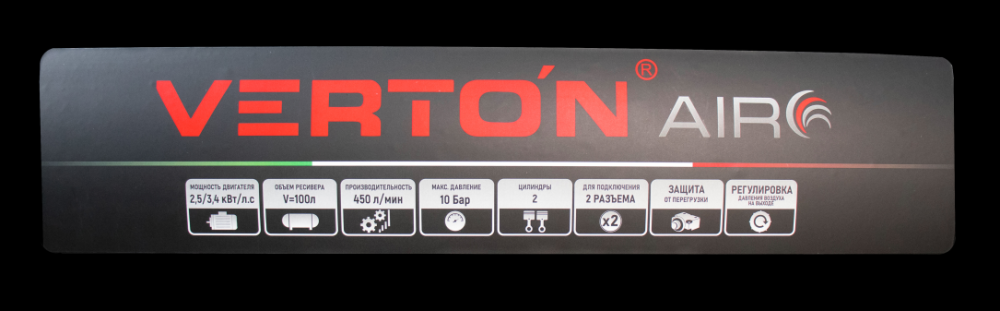 VERTÓN® AIR
МОЩНОСТЬ ДВИГАТЕЛЯ
2,5/3,4 кВт/л.с
ОБЪЕМ РЕСИВЕРА
V=100л
ПРОИЗВОДИТЕЛЬНОСТЬ
450 л/мин
МАКС. ДАВЛЕНИЕ
10 Бар
ЦИЛИНДРЫ
2
ДЛЯ ПОДКЛЮЧЕНИЯ
2 РАЗЪЕМА
x2
ЗАЩИТА
ОТ ПЕРЕГРУЗКИ
РЕГУЛИРОВКА
ДАВЛЕНИЯ ВОЗДУХА
НА ВЫХОДЕ